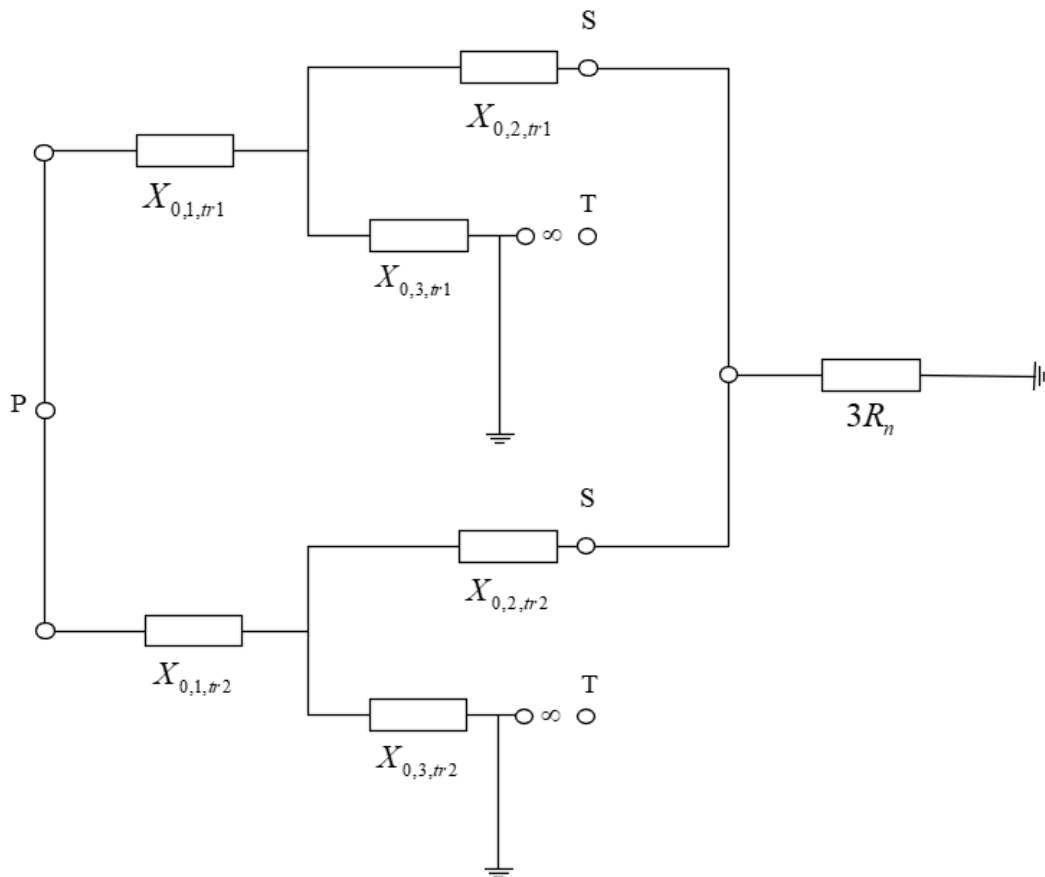 S
X₀,₂,tr1
X₀,₁,tr1
T
∞
X₀,₃,tr1
P
3Rₙ
S
X₀,₂,tr2
X₀,₁,tr2
T
∞
X₀,₃,tr2